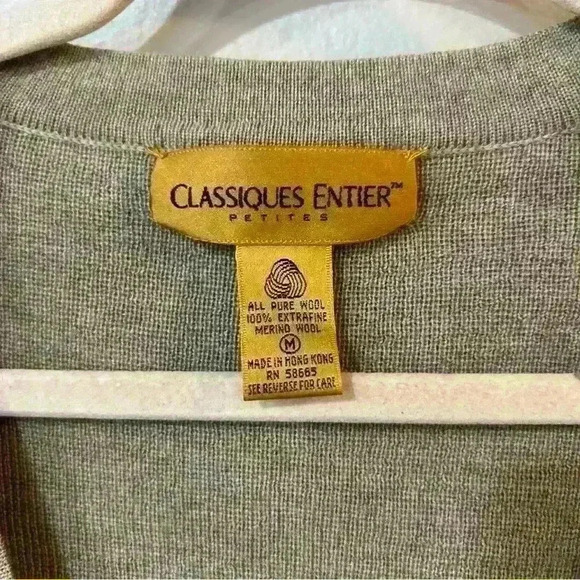 CLASSIQUES ENTIER™
PETITES
ALL PURE WOOL
100% EXTRAFINE
MERINO WOOL
M
MADE IN HONG KONG
RN 58665
SEE REVERSE FOR CARE